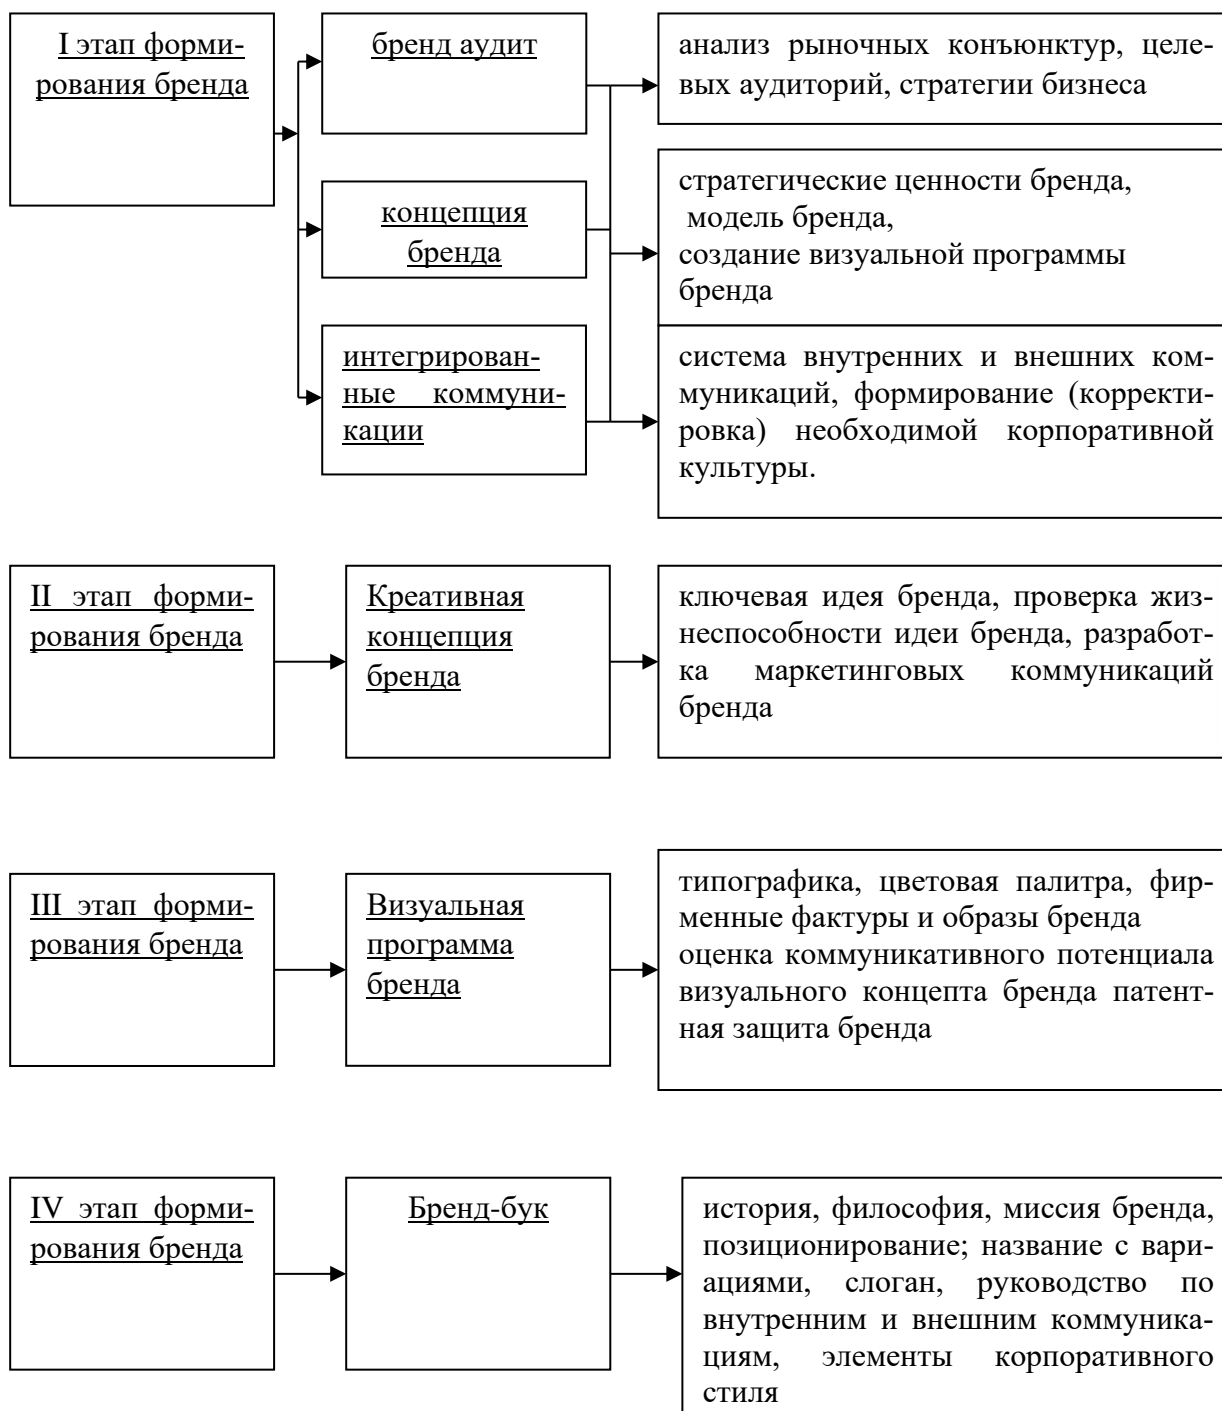 I этап форми-
рования бренда
бренд аудит
анализ рыночных конъюнктур, целе-
вых аудиторий, стратегии бизнеса
концепция
бренда
стратегические ценности бренда,
модель бренда,
создание визуальной программы
бренда
интегрирован-
ные коммуни-
кации
система внутренних и внешних ком-
муникаций, формирование (корректи-
ровка) необходимой корпоративной
культуры.
II этап форми-
рования бренда
Креативная
концепция
бренда
ключевая идея бренда, проверка жиз-
неспособности идеи бренда, разработ-
ка маркетинговых коммуникаций
бренда
III этап форми-
рования бренда
Визуальная
программа
бренда
типографика, цветовая палитра, фир-
менные фактуры и образы бренда
оценка коммуникативного потенциала
визуального концепта бренда патент-
ная защита бренда
IV этап форми-
рования бренда
Бренд-бук
история, философия, миссия бренда,
позиционирование; название с вари-
ациями, слоган, руководство по
внутренним и внешним коммуника-
циям, элементы корпоративного
стиля